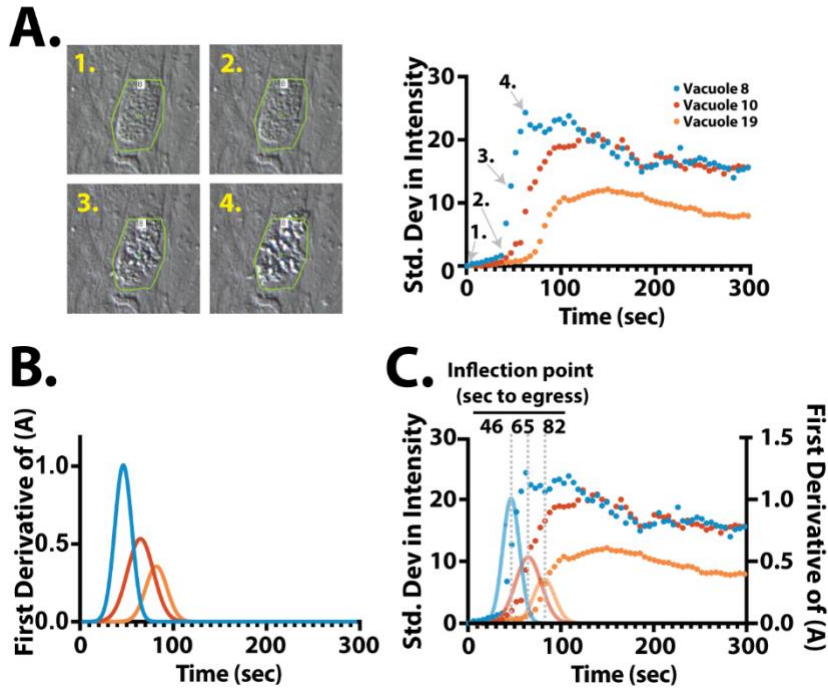 A.
1.
2.
3.
4.
8
8
8
8
Std. Dev in Intensity
30
20
10
0
1.
2.
3.
4.
Vacuole 8
Vacuole 10
Vacuole 19
0 100 200 300
Time (sec)
B.
First Derivative of (A)
1.0
0.5
0.0
0 100 200 300
Time (sec)
C.
Inflection point
(sec to egress)
46 65 82
Std. Dev in Intensity
30
20
10
0
First Derivative of (A)
1.5
1.0
0.5
0.0
0 100 200 300
Time (sec)